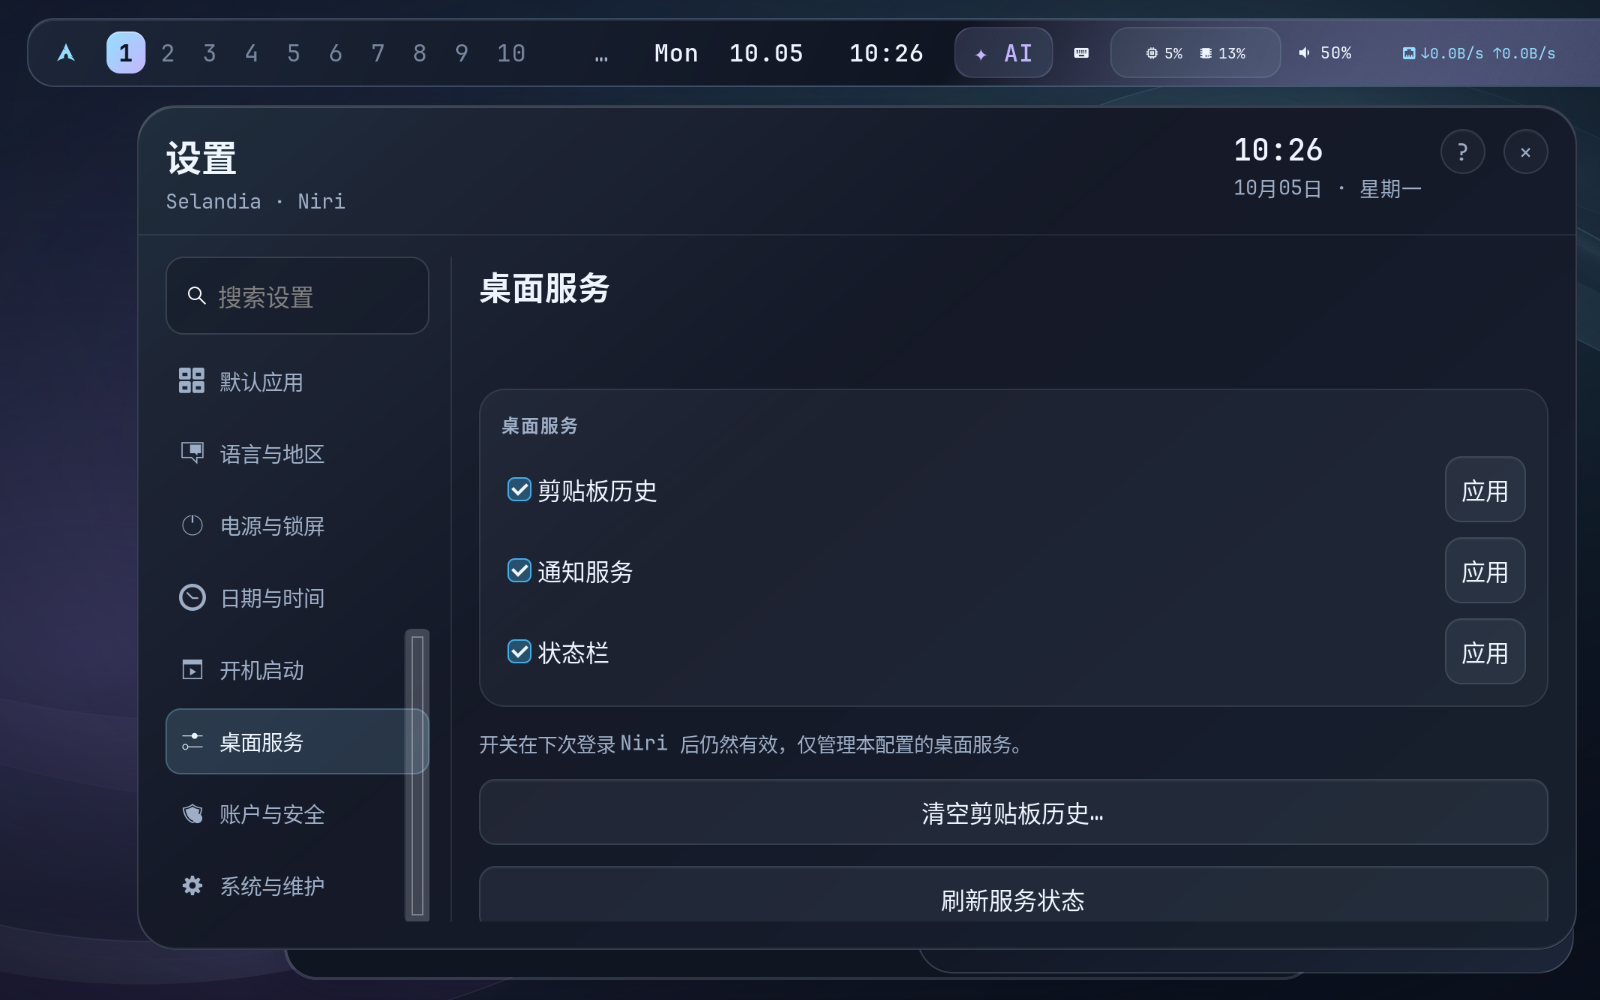 1 2 3 4 5 6 7 8 9 10 … Mon 10.05 10:26 ✦ AI 5% 13% 50% ↓0.0B/s ↑0.0B/s
设置
Selandia · Niri
10:26
10月05日 · 星期一
? ×
搜索设置
默认应用
语言与地区
电源与锁屏
日期与时间
开机启动
桌面服务
账户与安全
系统与维护
桌面服务
桌面服务
剪贴板历史 应用
通知服务 应用
状态栏 应用
开关在下次登录 Niri 后仍然有效，仅管理本配置的桌面服务。
清空剪贴板历史…
刷新服务状态